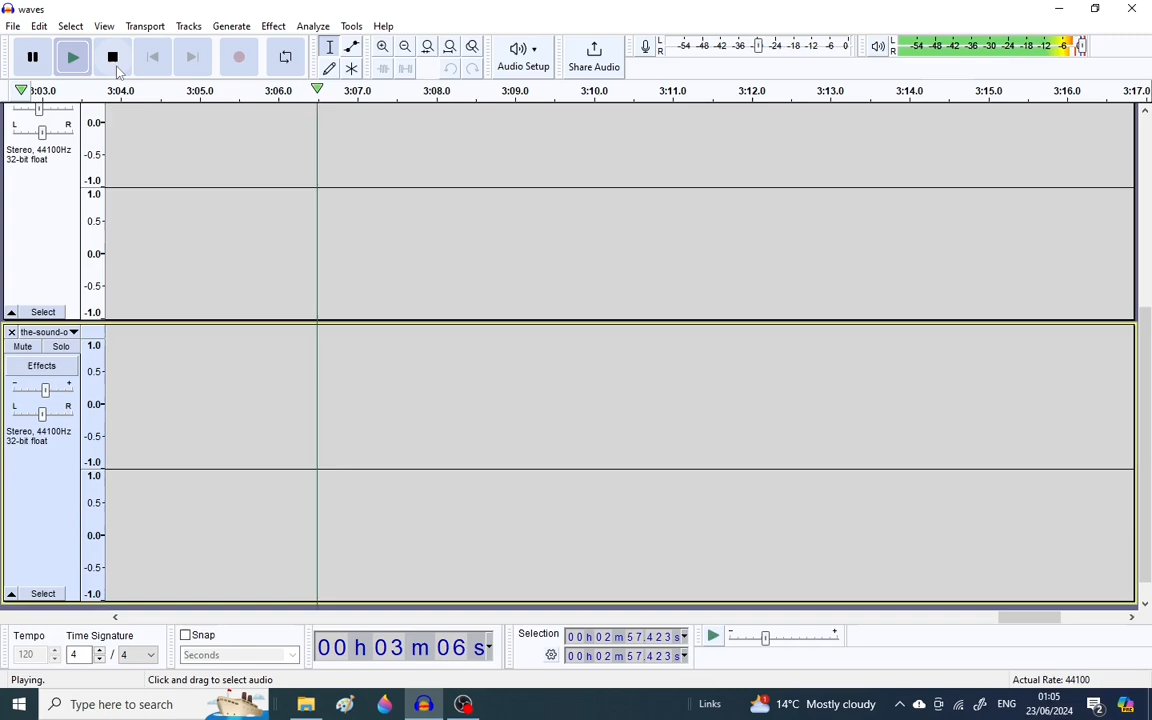 waves
File Edit Select View Transport Tracks Generate Effect Analyze Tools Help
Audio Setup
Share Audio
L
R
-54 -48 -42 -36 -30 -24 -18 -12 -6 0
L
R
-54 -48 -42 -36 -30 -24 -18 -12 -6
3:03.0 3:04.0 3:05.0 3:06.0 3:07.0 3:08.0 3:09.0 3:10.0 3:11.0 3:12.0 3:13.0 3:14.0 3:15.0 3:16.0 3:17.0
L R
Stereo, 44100Hz
32-bit float
0.0
-0.5
-1.0
1.0
0.5
0.0
-0.5
-1.0
Select
the-sound-o
Mute Solo
Effects
- +
L R
Stereo, 44100Hz
32-bit float
1.0
0.5
0.0
-0.5
-1.0
1.0
0.5
0.0
-0.5
-1.0
Select
Tempo
120
Time Signature
4 / 4
Snap
Seconds
00 h 03 m 06 s
Selection
00 h 02 m 57.423 s
00 h 02 m 57.423 s
- +
Playing.
Click and drag to select audio
Actual Rate: 44100
Type here to search
Links
14°C Mostly cloudy
ENG
01:05
23/06/2024
2